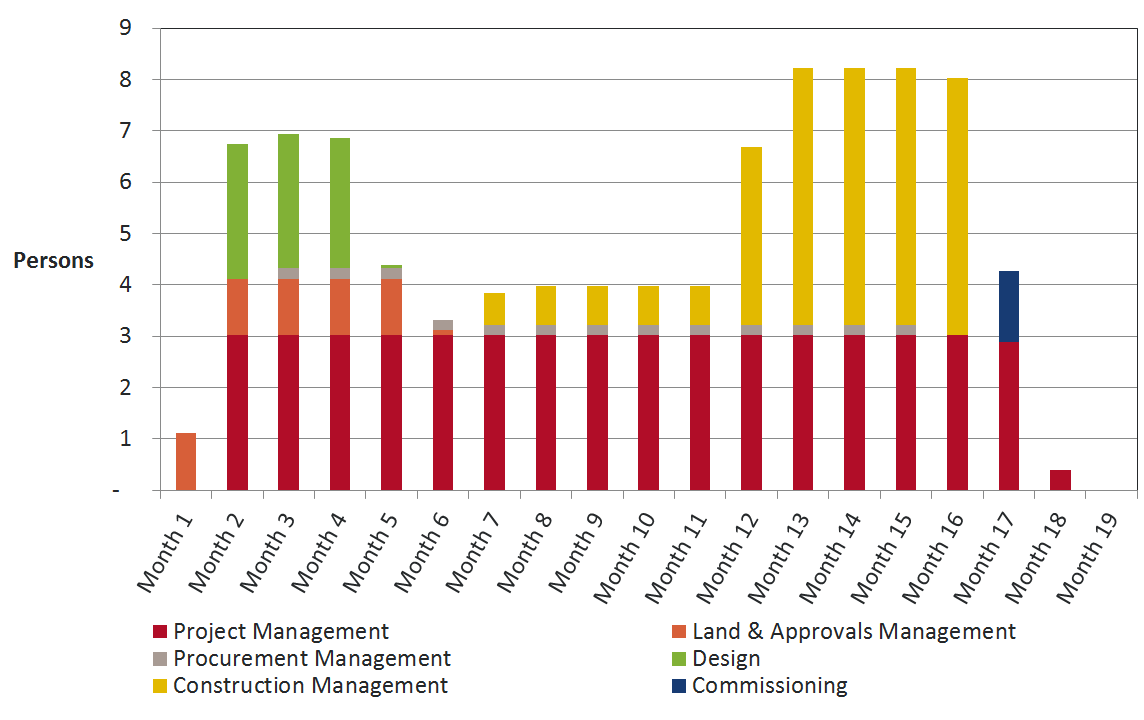 9
8
7
6
5
Persons
4
3
2
1
-
Month 1
Month 2
Month 3
Month 4
Month 5
Month 6
Month 7
Month 8
Month 9
Month 10
Month 11
Month 12
Month 13
Month 14
Month 15
Month 16
Month 17
Month 18
Month 19
Project Management
Land & Approvals Management
Procurement Management
Design
Construction Management
Commissioning